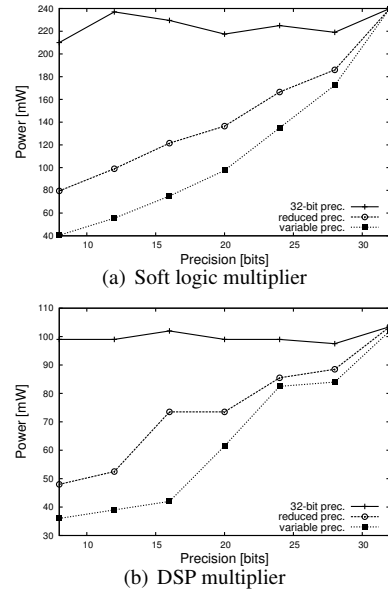 240
220
200
180
160
140
120
100
80
60
40
Power [mW]
32-bit prec.
reduced prec.
variable prec.
10 15 20 25 30
Precision [bits]
(a) Soft logic multiplier
110
100
90
80
70
60
50
40
30
Power [mW]
32-bit prec.
reduced prec.
variable prec.
10 15 20 25 30
Precision [bits]
(b) DSP multiplier